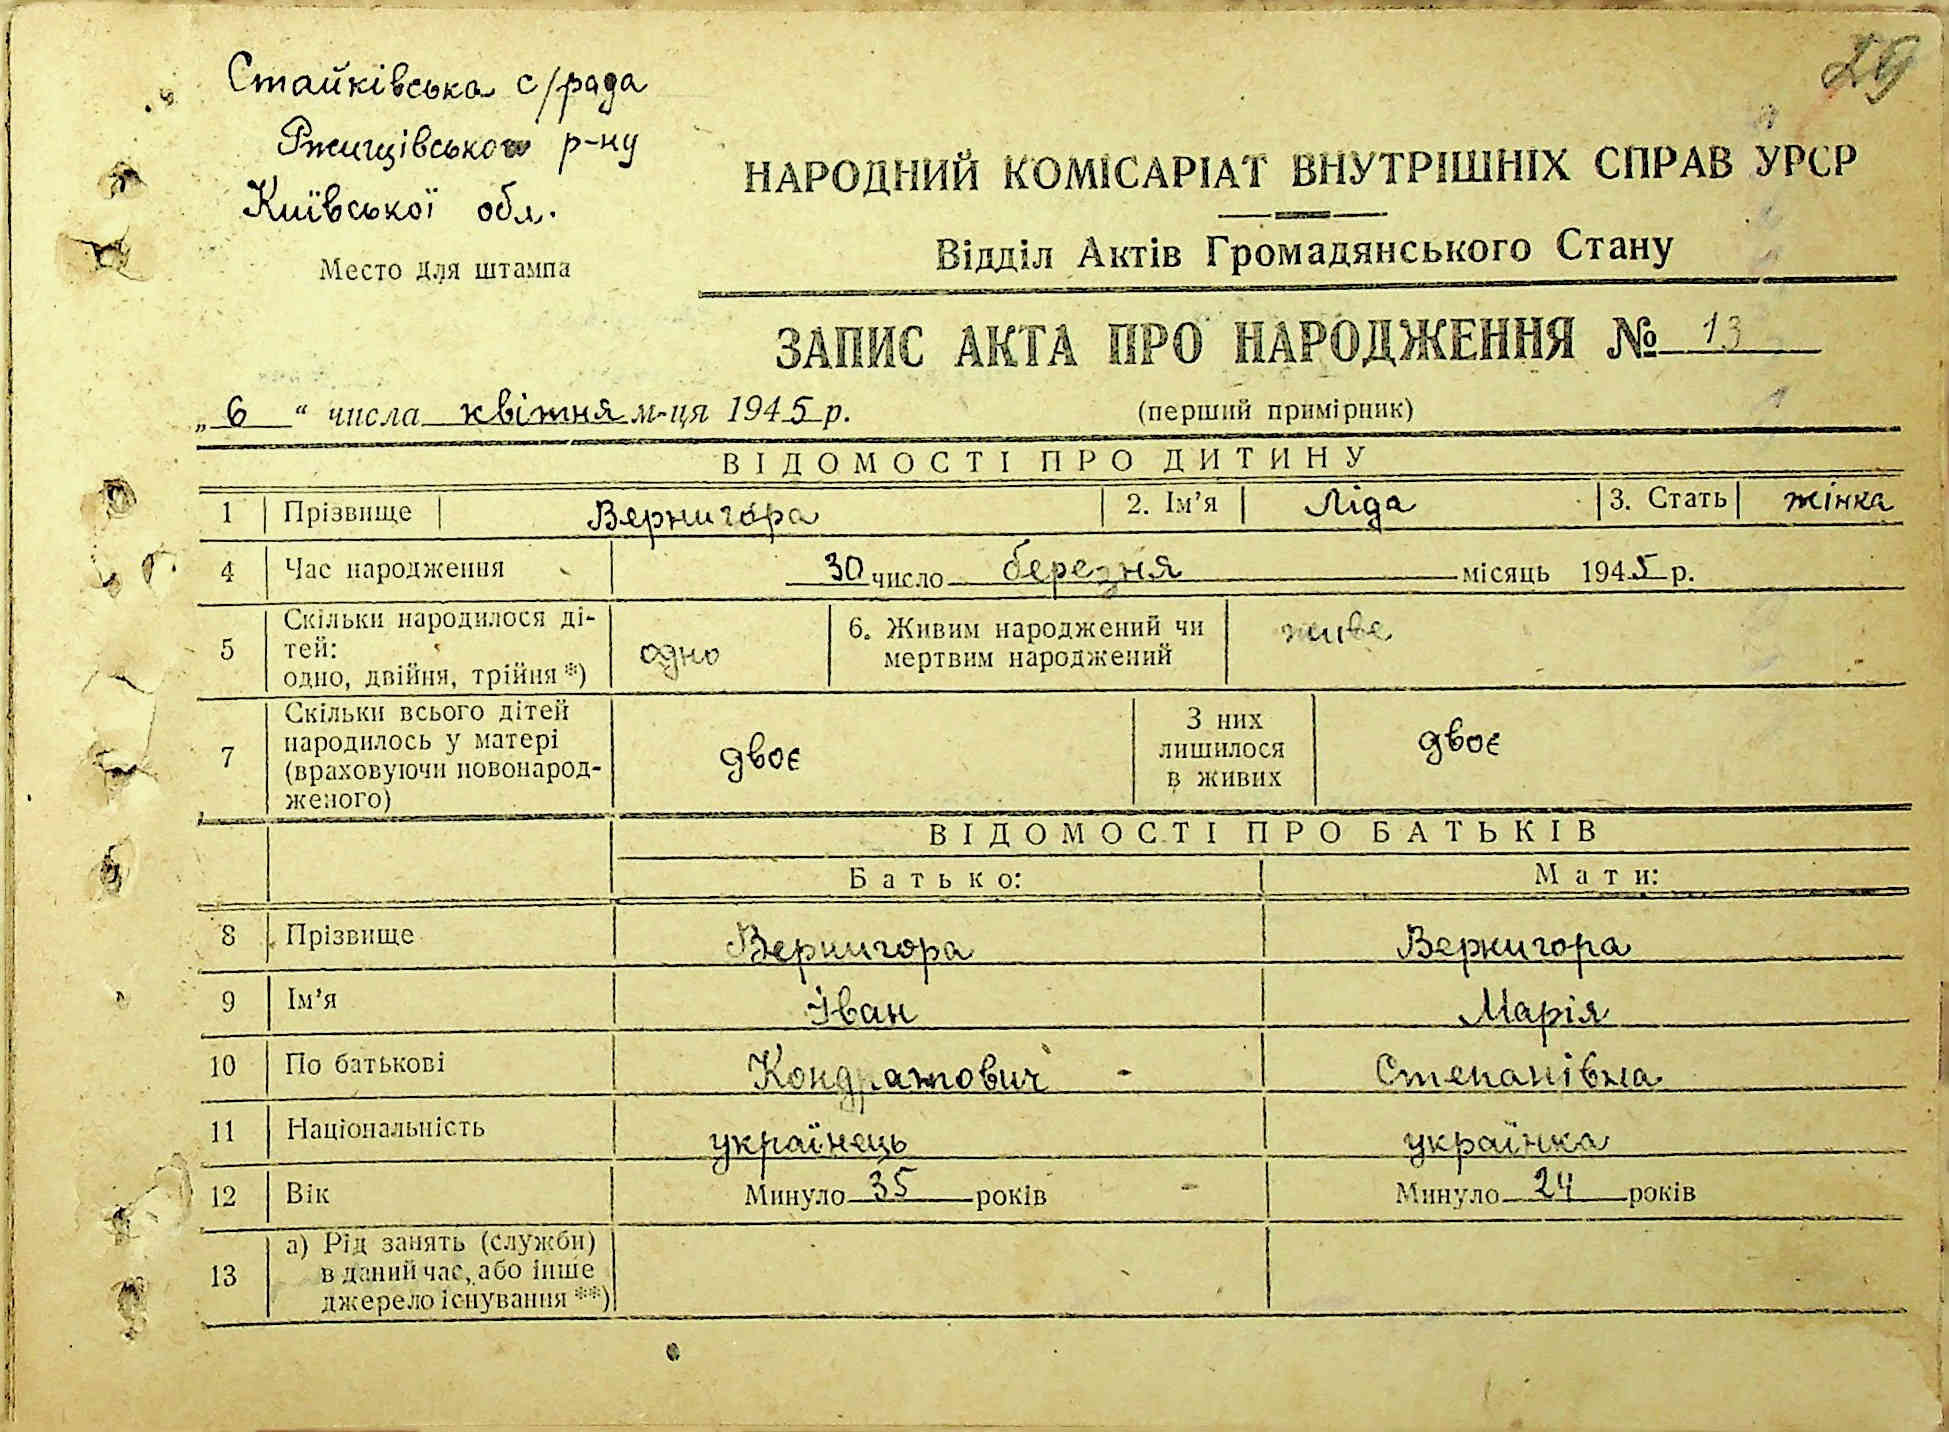 29
Стайківська с/рада
Ржищівського р-ну
Київської обл.
Место для штампа
НАРОДНИЙ КОМІСАРІАТ ВНУТРІШНІХ СПРАВ УРСР
Відділ Актів Громадянського Стану
ЗАПИС АКТА ПРО НАРОДЖЕННЯ № 13
„ 6 “ числа квітня м-ця 1945 р. (перший примірник)
ВІДОМОСТІ ПРО ДИТИНУ
1 Прізвище Вернигора 2. Ім’я Ліда 3. Стать жінка
4 Час народження 30 число березня місяць 1945 р.
5 Скільки народилося ді-
тей:
одно, двійня, трійня *) одно 6. Живим народжений чи
мертвим народжений живе
7 Скільки всього дітей
народилось у матері
(враховуючи новонарод-
женого) двоє З них
лишилося
в живих двоє
ВІДОМОСТІ ПРО БАТЬКІВ
Батько: Мати:
8 Прізвище Вернигора Вернигора
9 Ім’я Іван Марія
10 По батькові Кондратович Степанівна
11 Національність українець українка
12 Вік Минуло 35 років Минуло 24 років
13 а) Рід занять (служби)
в даний час, або інше
джерело існування **)